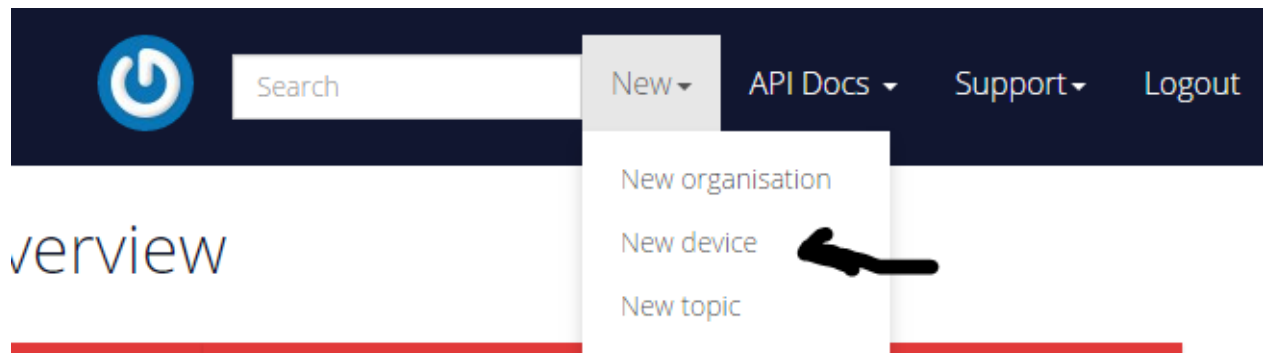 Search New API Docs Support Logout
New organisation
verview
New device
New topic